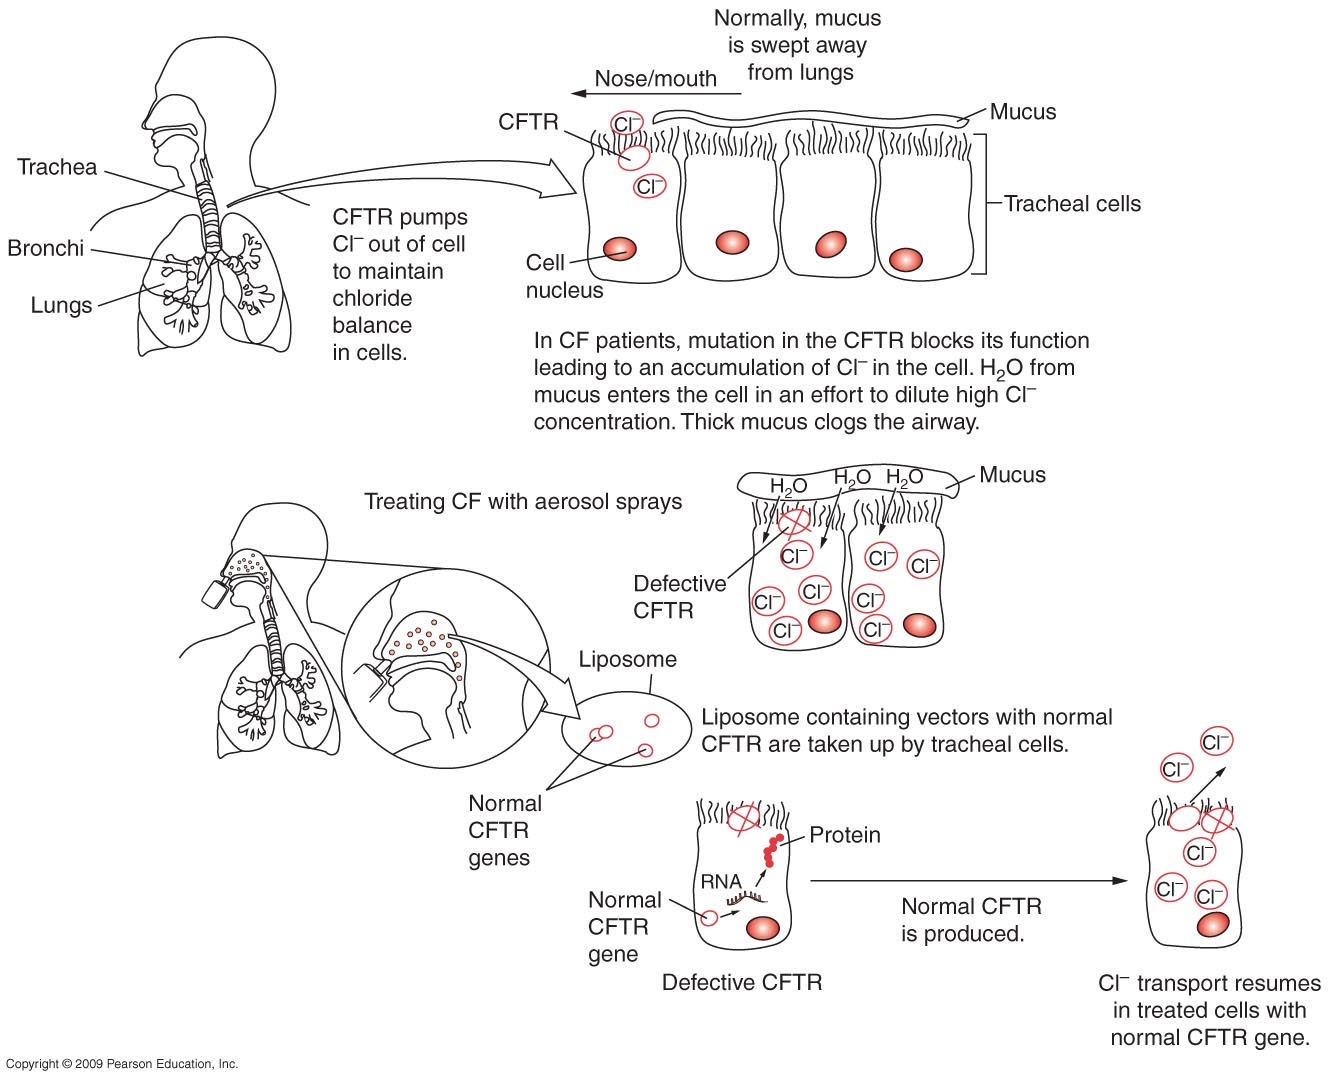 Normally, mucus
is swept away
from lungs
Nose/mouth
Mucus
CFTR
Cl⁻
Cl⁻
Trachea
Tracheal cells
CFTR pumps
Cl⁻ out of cell
to maintain
chloride
balance
in cells.
Bronchi
Lungs
Cell
nucleus
In CF patients, mutation in the CFTR blocks its function
leading to an accumulation of Cl⁻ in the cell. H₂O from
mucus enters the cell in an effort to dilute high Cl⁻
concentration. Thick mucus clogs the airway.
Treating CF with aerosol sprays
H₂O H₂O H₂O
Mucus
Defective
CFTR
Cl⁻
Cl⁻
Cl⁻
Cl⁻
Cl⁻
Cl⁻
Cl⁻
Cl⁻
Liposome
Liposome containing vectors with normal
CFTR are taken up by tracheal cells.
Normal
CFTR
genes
Protein
RNA
Normal
CFTR
gene
Defective CFTR
Normal CFTR
is produced.
Cl⁻
Cl⁻
Cl⁻
Cl⁻
Cl⁻
Cl⁻ transport resumes
in treated cells with
normal CFTR gene.
Copyright © 2009 Pearson Education, Inc.